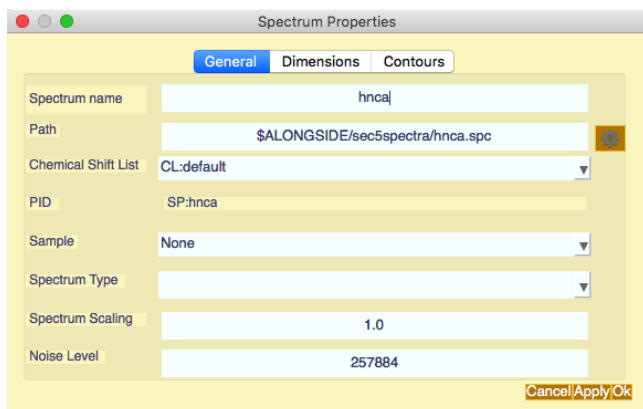 Spectrum Properties
General Dimensions Contours
Spectrum name hnca
Path $ALONGSIDE/sec5spectra/hnca.spc
Chemical Shift List CL:default
PID SP:hnca
Sample None
Spectrum Type
Spectrum Scaling 1.0
Noise Level 257884
Cancel Apply Ok